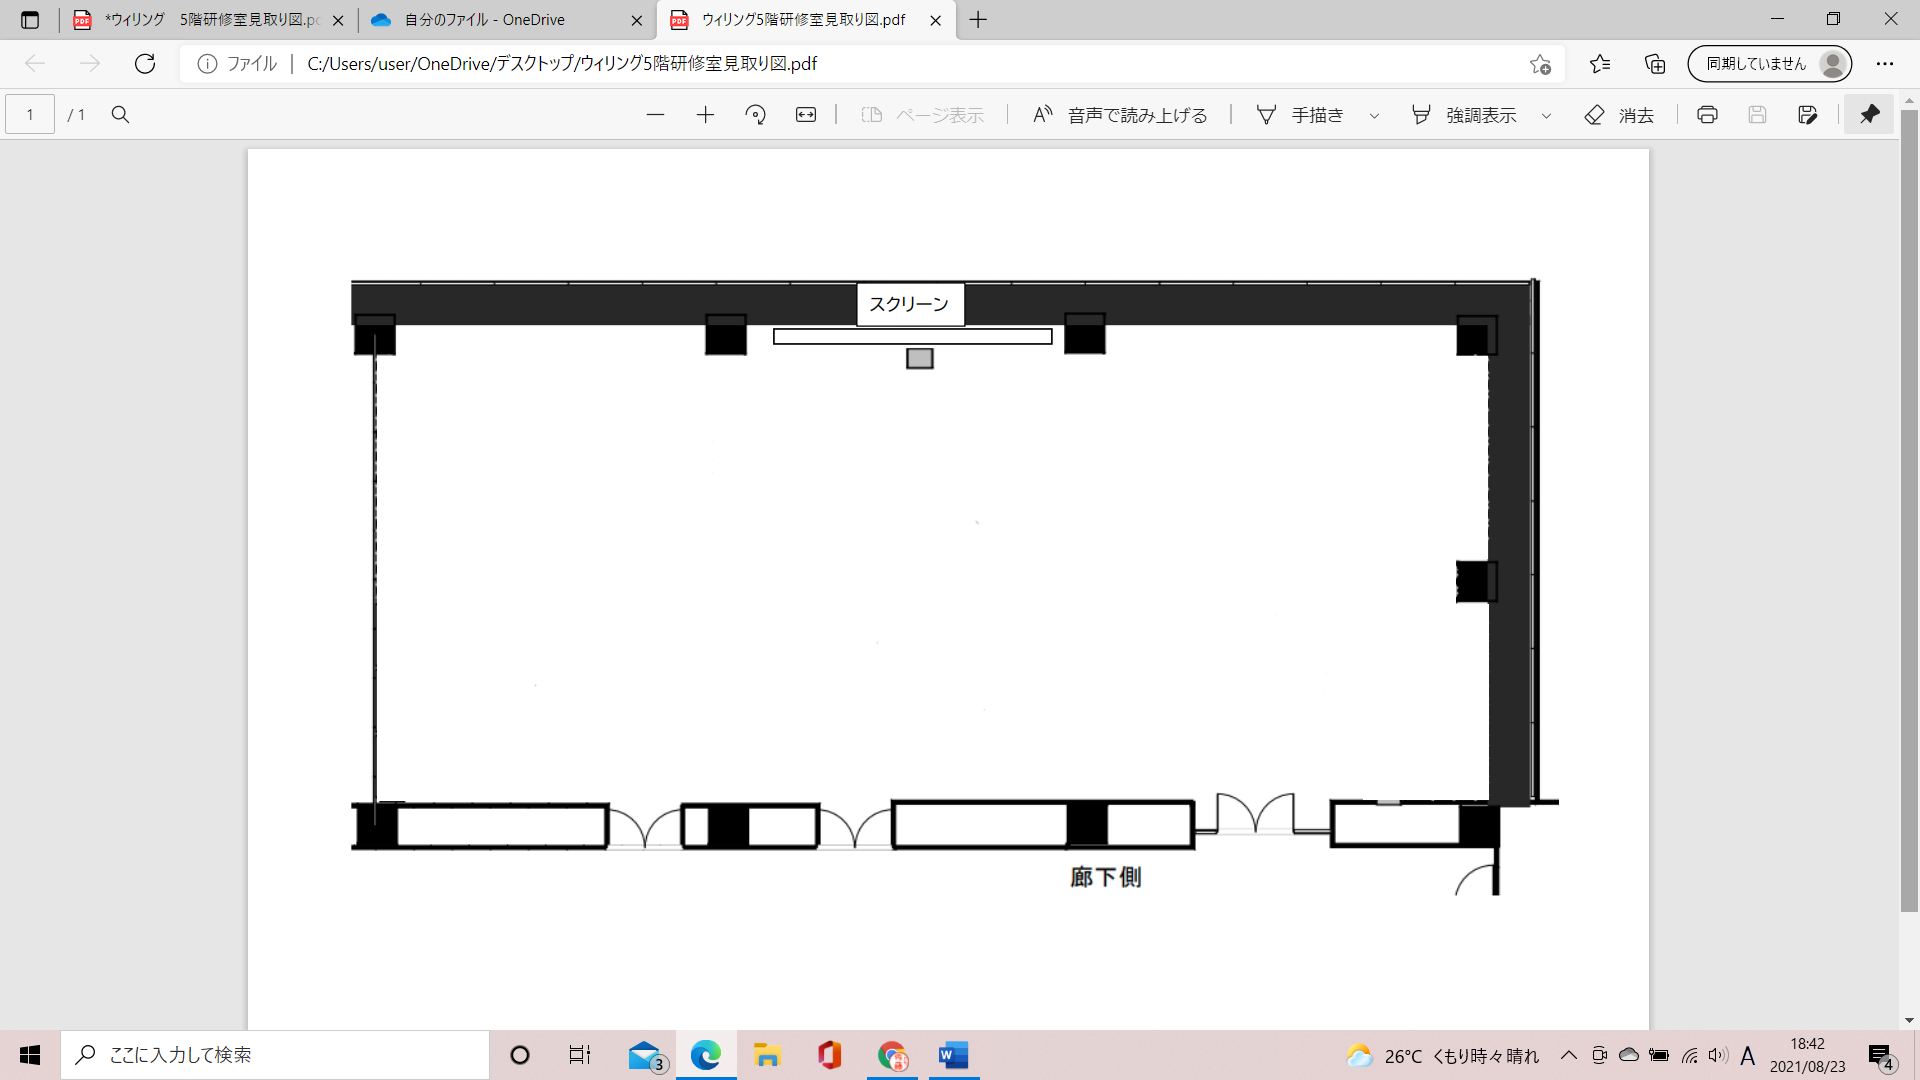 *ウィリング　5階研修室見取り図.pc
自分のファイル - OneDrive
ウィリング5階研修室見取り図.pdf
ファイル
C:/Users/user/OneDrive/デスクトップ/ウィリング5階研修室見取り図.pdf
同期していません
1 / 1
ページ表示
音声で読み上げる
手描き
強調表示
消去
スクリーン
廊下側
ここに入力して検索
3
26°C くもり時々晴れ
A
18:42
2021/08/23
4